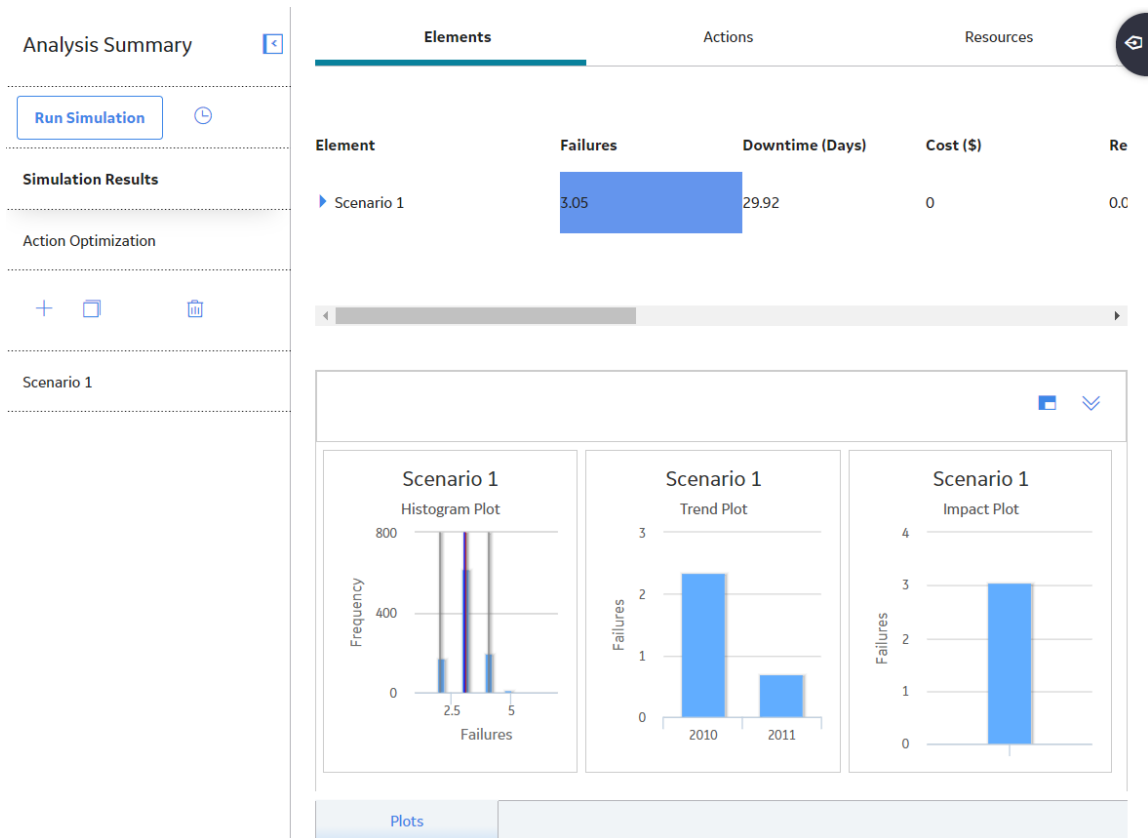 Analysis Summary
Run Simulation
Simulation Results
Action Optimization
Scenario 1
Elements Actions Resources
Element Failures Downtime (Days) Cost ($) Re
Scenario 1 3.05 29.92 0 0.0
Scenario 1
Histogram Plot
800
400
0
Frequency
2.5 5
Failures
Scenario 1
Trend Plot
3
2
1
0
Failures
2010 2011
Scenario 1
Impact Plot
4
3
2
1
0
Failures
Plots